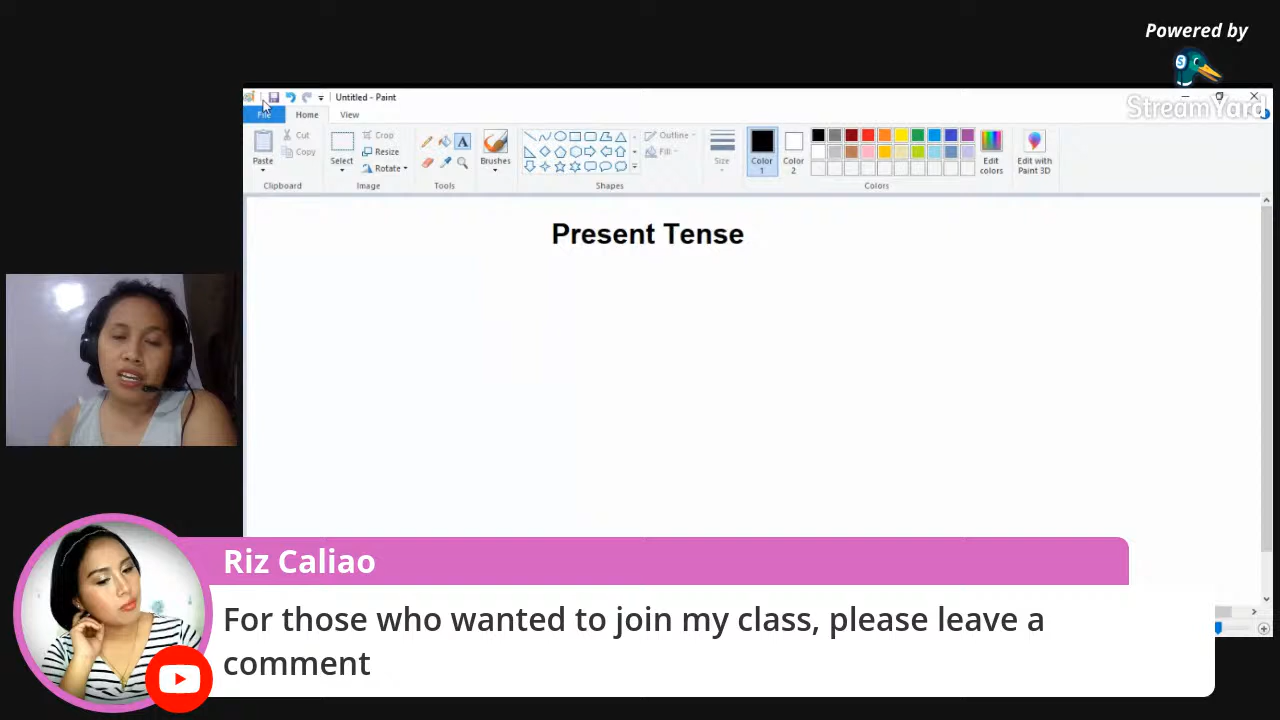 Powered by
StreamYard
S
Untitled - Paint
File
Home
View
Paste
Cut
Copy
Clipboard
Select
Crop
Resize
Rotate
Image
A
Tools
Brushes
Outline
Fill
Shapes
Size
Color
1
Color
2
Edit
colors
Colors
Edit with
Paint 3D
Present Tense
Riz Caliao
For those who wanted to join my class, please leave a
comment